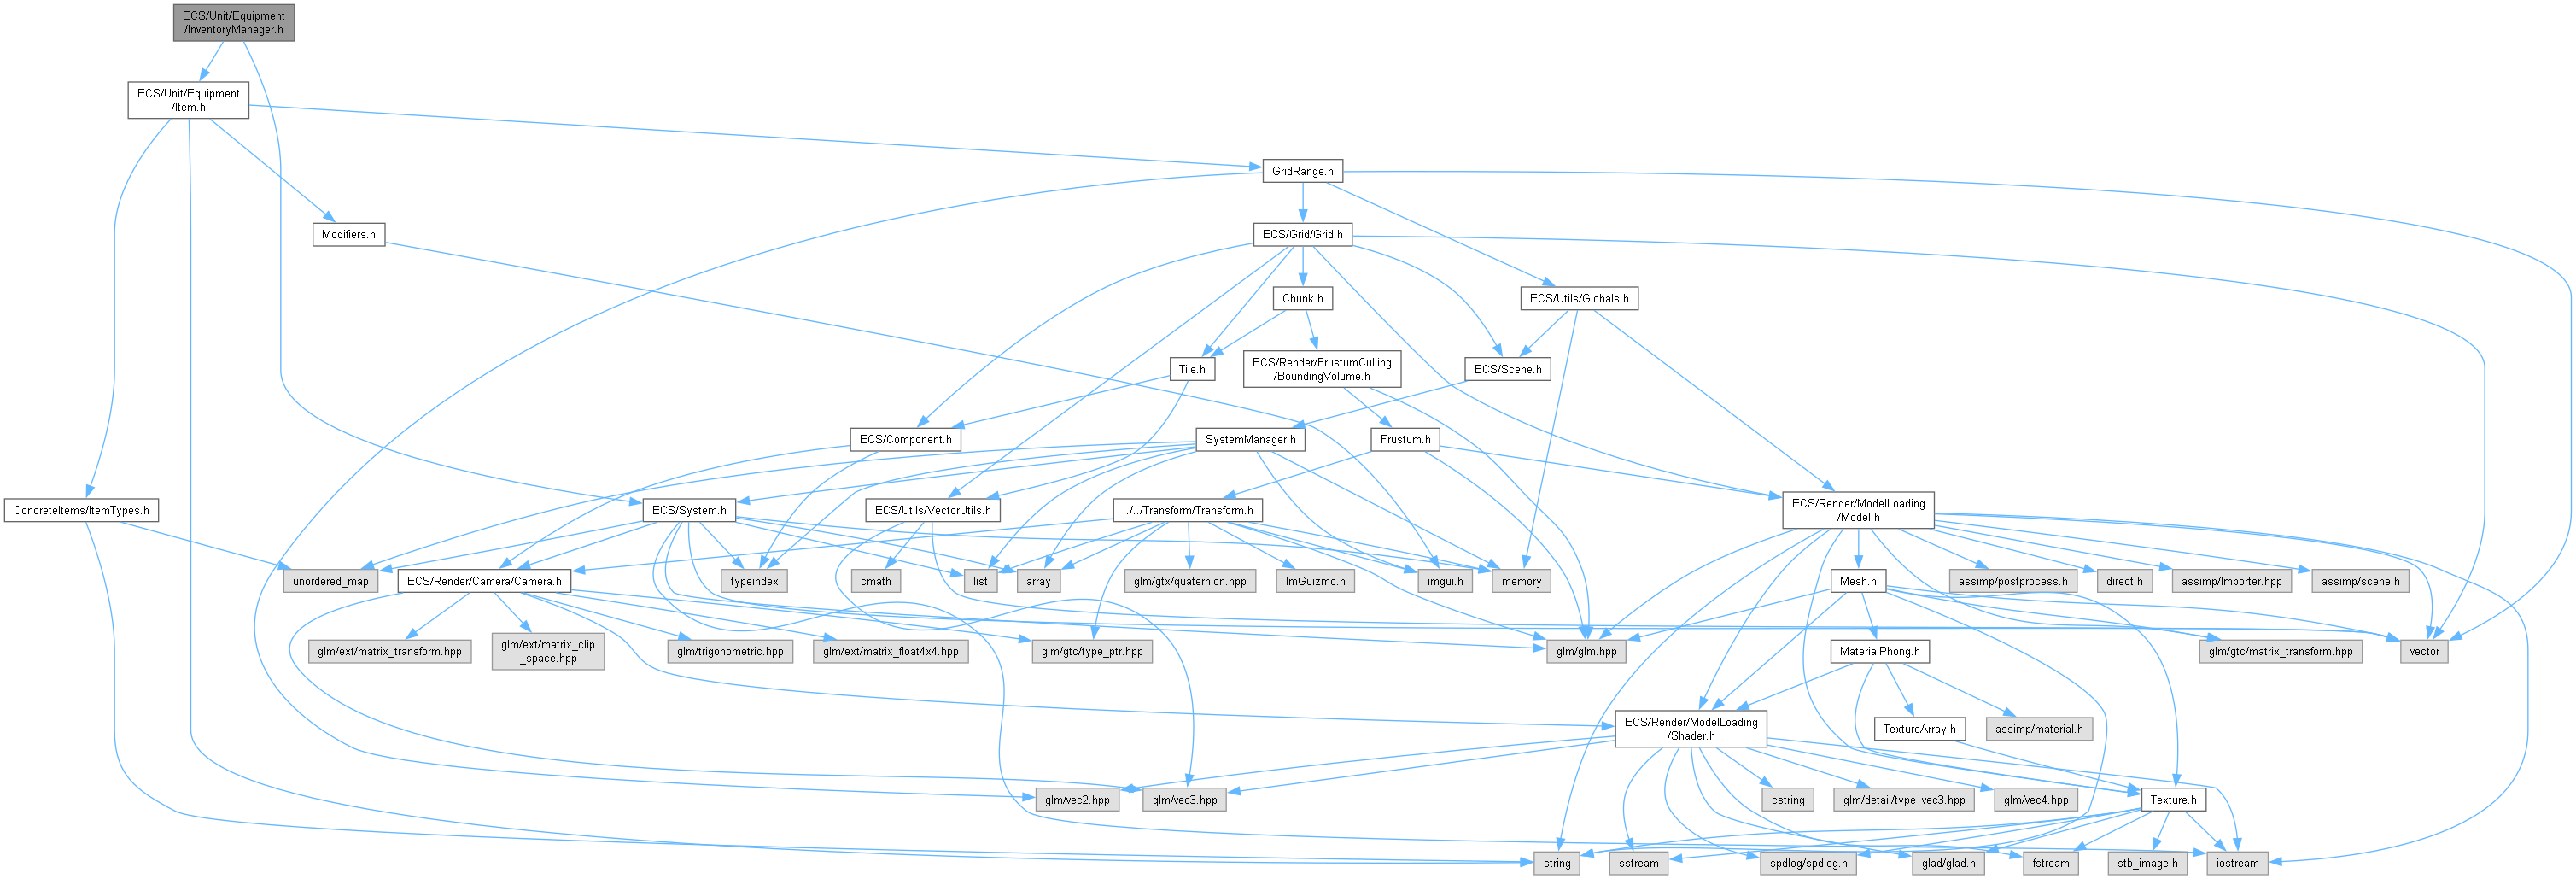 ECS/Unit/Equipment
/InventoryManager.h
ECS/Unit/Equipment
/Item.h
GridRange.h
Modifiers.h
ECS/Grid/Grid.h
Chunk.h
ECS/Utils/Globals.h
Tile.h
ECS/Render/FrustumCulling
/BoundingVolume.h
ECS/Scene.h
ECS/Component.h
SystemManager.h
Frustum.h
ConcreteItems/ItemTypes.h
ECS/System.h
ECS/Utils/VectorUtils.h
../../Transform/Transform.h
ECS/Render/ModelLoading
/Model.h
unordered_map
ECS/Render/Camera/Camera.h
typeindex
cmath
list
array
glm/gtx/quaternion.hpp
ImGuizmo.h
imgui.h
memory
Mesh.h
assimp/postprocess.h
direct.h
assimp/Importer.hpp
assimp/scene.h
glm/ext/matrix_transform.hpp
glm/ext/matrix_clip
_space.hpp
glm/trigonometric.hpp
glm/ext/matrix_float4x4.hpp
glm/gtc/type_ptr.hpp
glm/glm.hpp
MaterialPhong.h
glm/gtc/matrix_transform.hpp
vector
ECS/Render/ModelLoading
/Shader.h
TextureArray.h
assimp/material.h
glm/vec2.hpp
glm/vec3.hpp
cstring
glm/detail/type_vec3.hpp
glm/vec4.hpp
Texture.h
string
sstream
spdlog/spdlog.h
glad/glad.h
fstream
stb_image.h
iostream